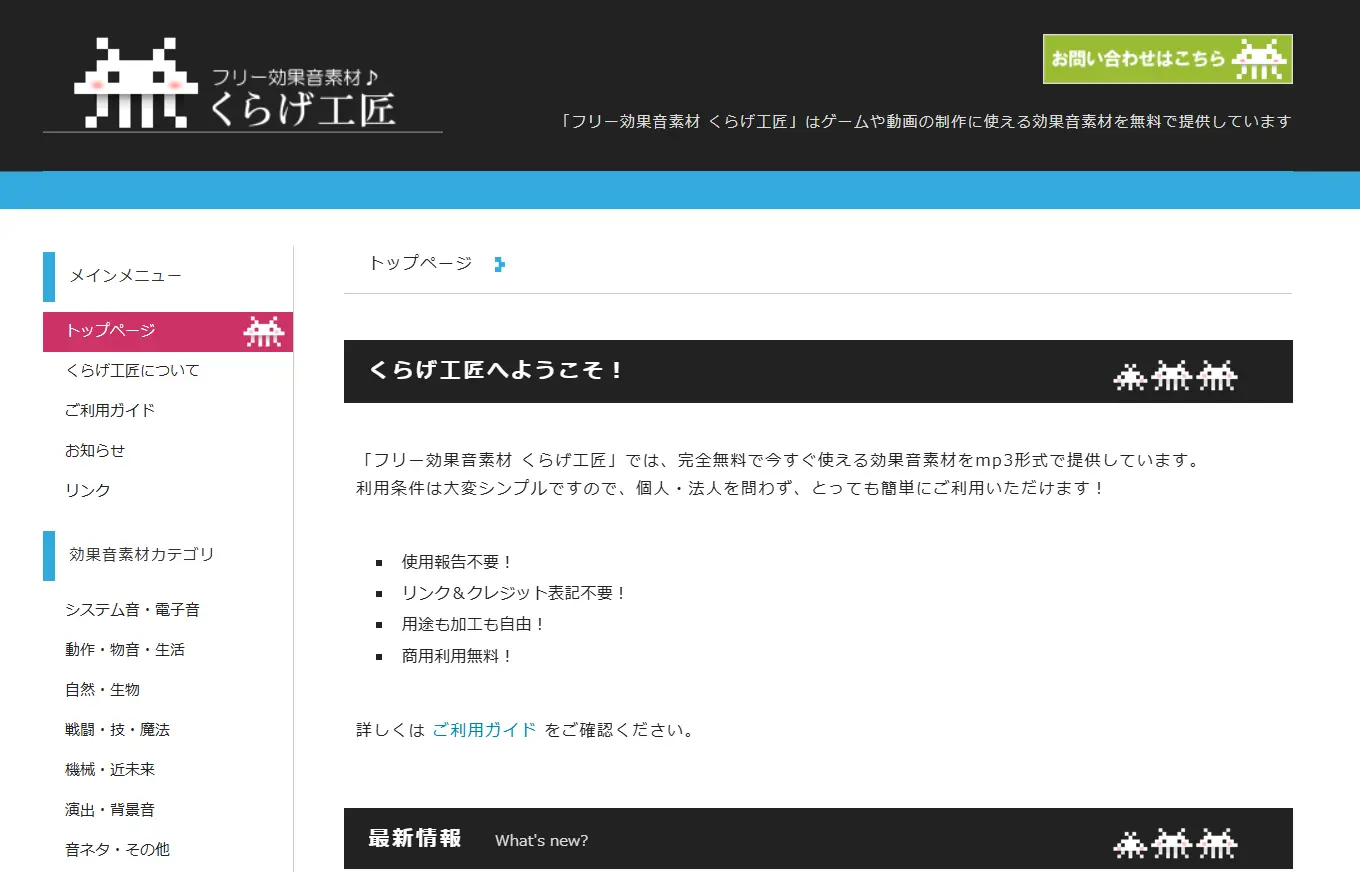 フリー効果音素材♪
くらげ工匠
お問い合わせはこちら
「フリー効果音素材 くらげ工匠」はゲームや動画の制作に使える効果音素材を無料で提供しています
メインメニュー
トップページ
くらげ工匠について
ご利用ガイド
お知らせ
リンク
効果音素材カテゴリ
システム音・電子音
動作・物音・生活
自然・生物
戦闘・技・魔法
機械・近未来
演出・背景音
音ネタ・その他
トップページ
くらげ工匠へようこそ！
「フリー効果音素材 くらげ工匠」では、完全無料で今すぐ使える効果音素材をmp3形式で提供しています。
利用条件は大変シンプルですので、個人・法人を問わず、とっても簡単にご利用いただけます！
使用報告不要！
リンク＆クレジット表記不要！
用途も加工も自由！
商用利用無料！
詳しくは ご利用ガイド をご確認ください。
最新情報 What's new?